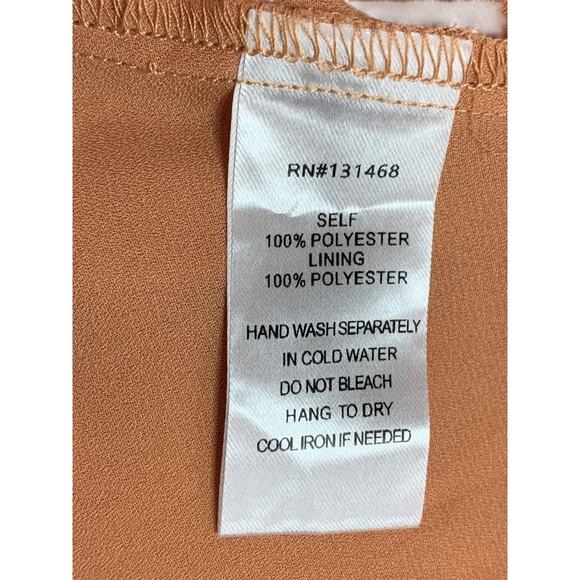 RN#131468
SELF
100% POLYESTER
LINING
100% POLYESTER
HAND WASH SEPARATELY
IN COLD WATER
DO NOT BLEACH
HANG TO DRY
COOL IRON IF NEEDED